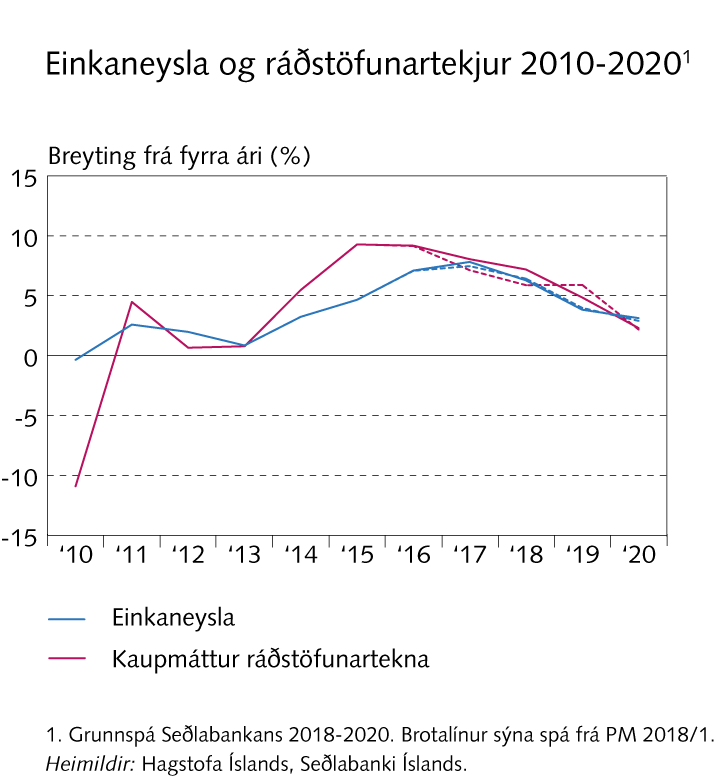 Einkaneysla og ráðstöfunartekjur 2010-2020¹
Breyting frá fyrra ári (%)
15
10
5
0
-5
-10
-15
‘10 ‘11 ‘12 ‘13 ‘14 ‘15 ‘16 ‘17 ‘18 ‘19 ‘20
Einkaneysla
Kaupmáttur ráðstöfunartekna
1. Grunnspá Seðlabankans 2018-2020. Brotalínur sýna spá frá PM 2018/1.
Heimildir: Hagstofa Íslands, Seðlabanki Íslands.